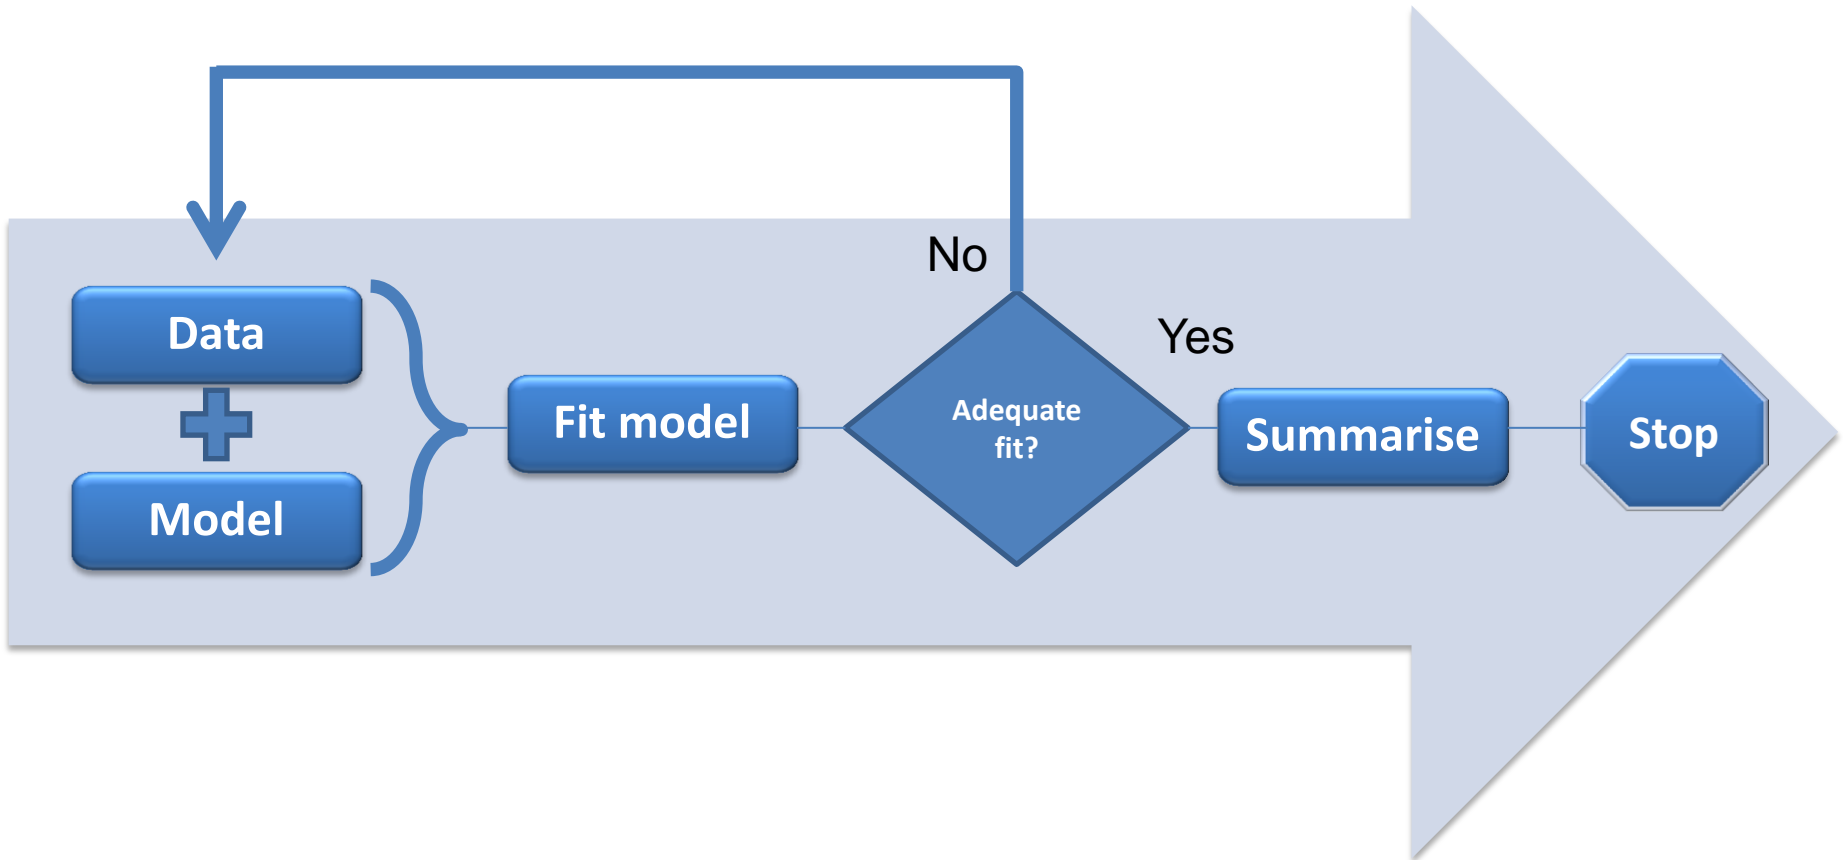 No
Yes
Data
Model
Fit model
Adequate
fit?
Summarise
Stop